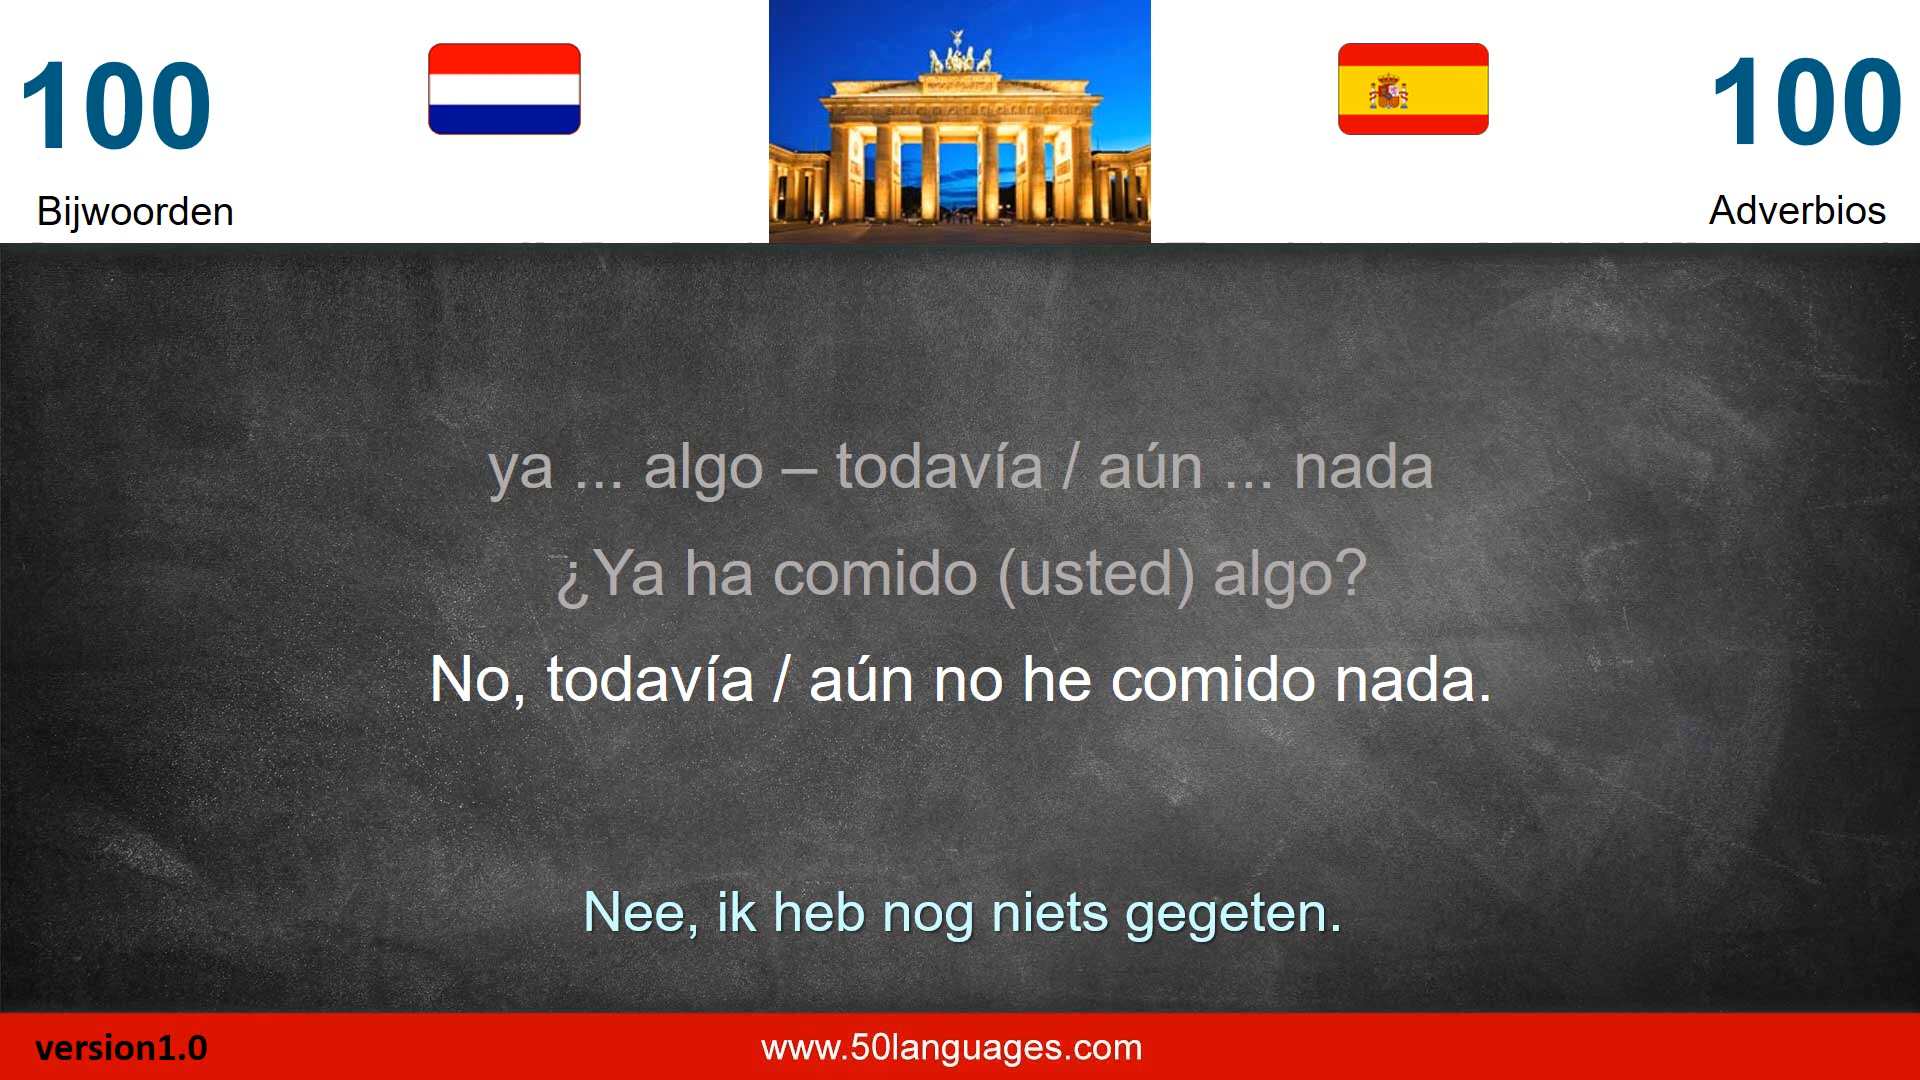 100
100
Bijwoorden
Adverbios
ya ... algo – todavía / aún ... nada
¿Ya ha comido (usted) algo?
No, todavía / aún no he comido nada.
Nee, ik heb nog niets gegeten.
version1.0
www.50languages.com